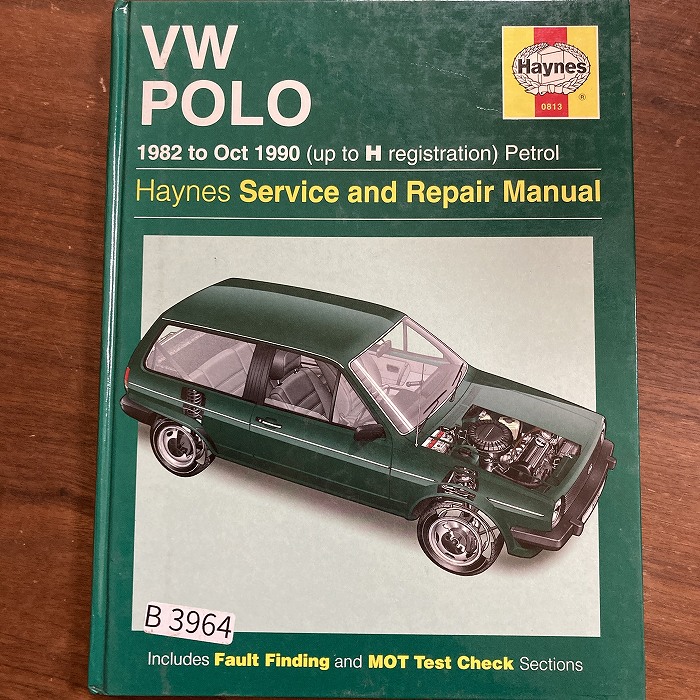 VW
POLO
Haynes
0813
®
1982 to Oct 1990 (up to H registration) Petrol
Haynes Service and Repair Manual
B 3964
Includes Fault Finding and MOT Test Check Sections